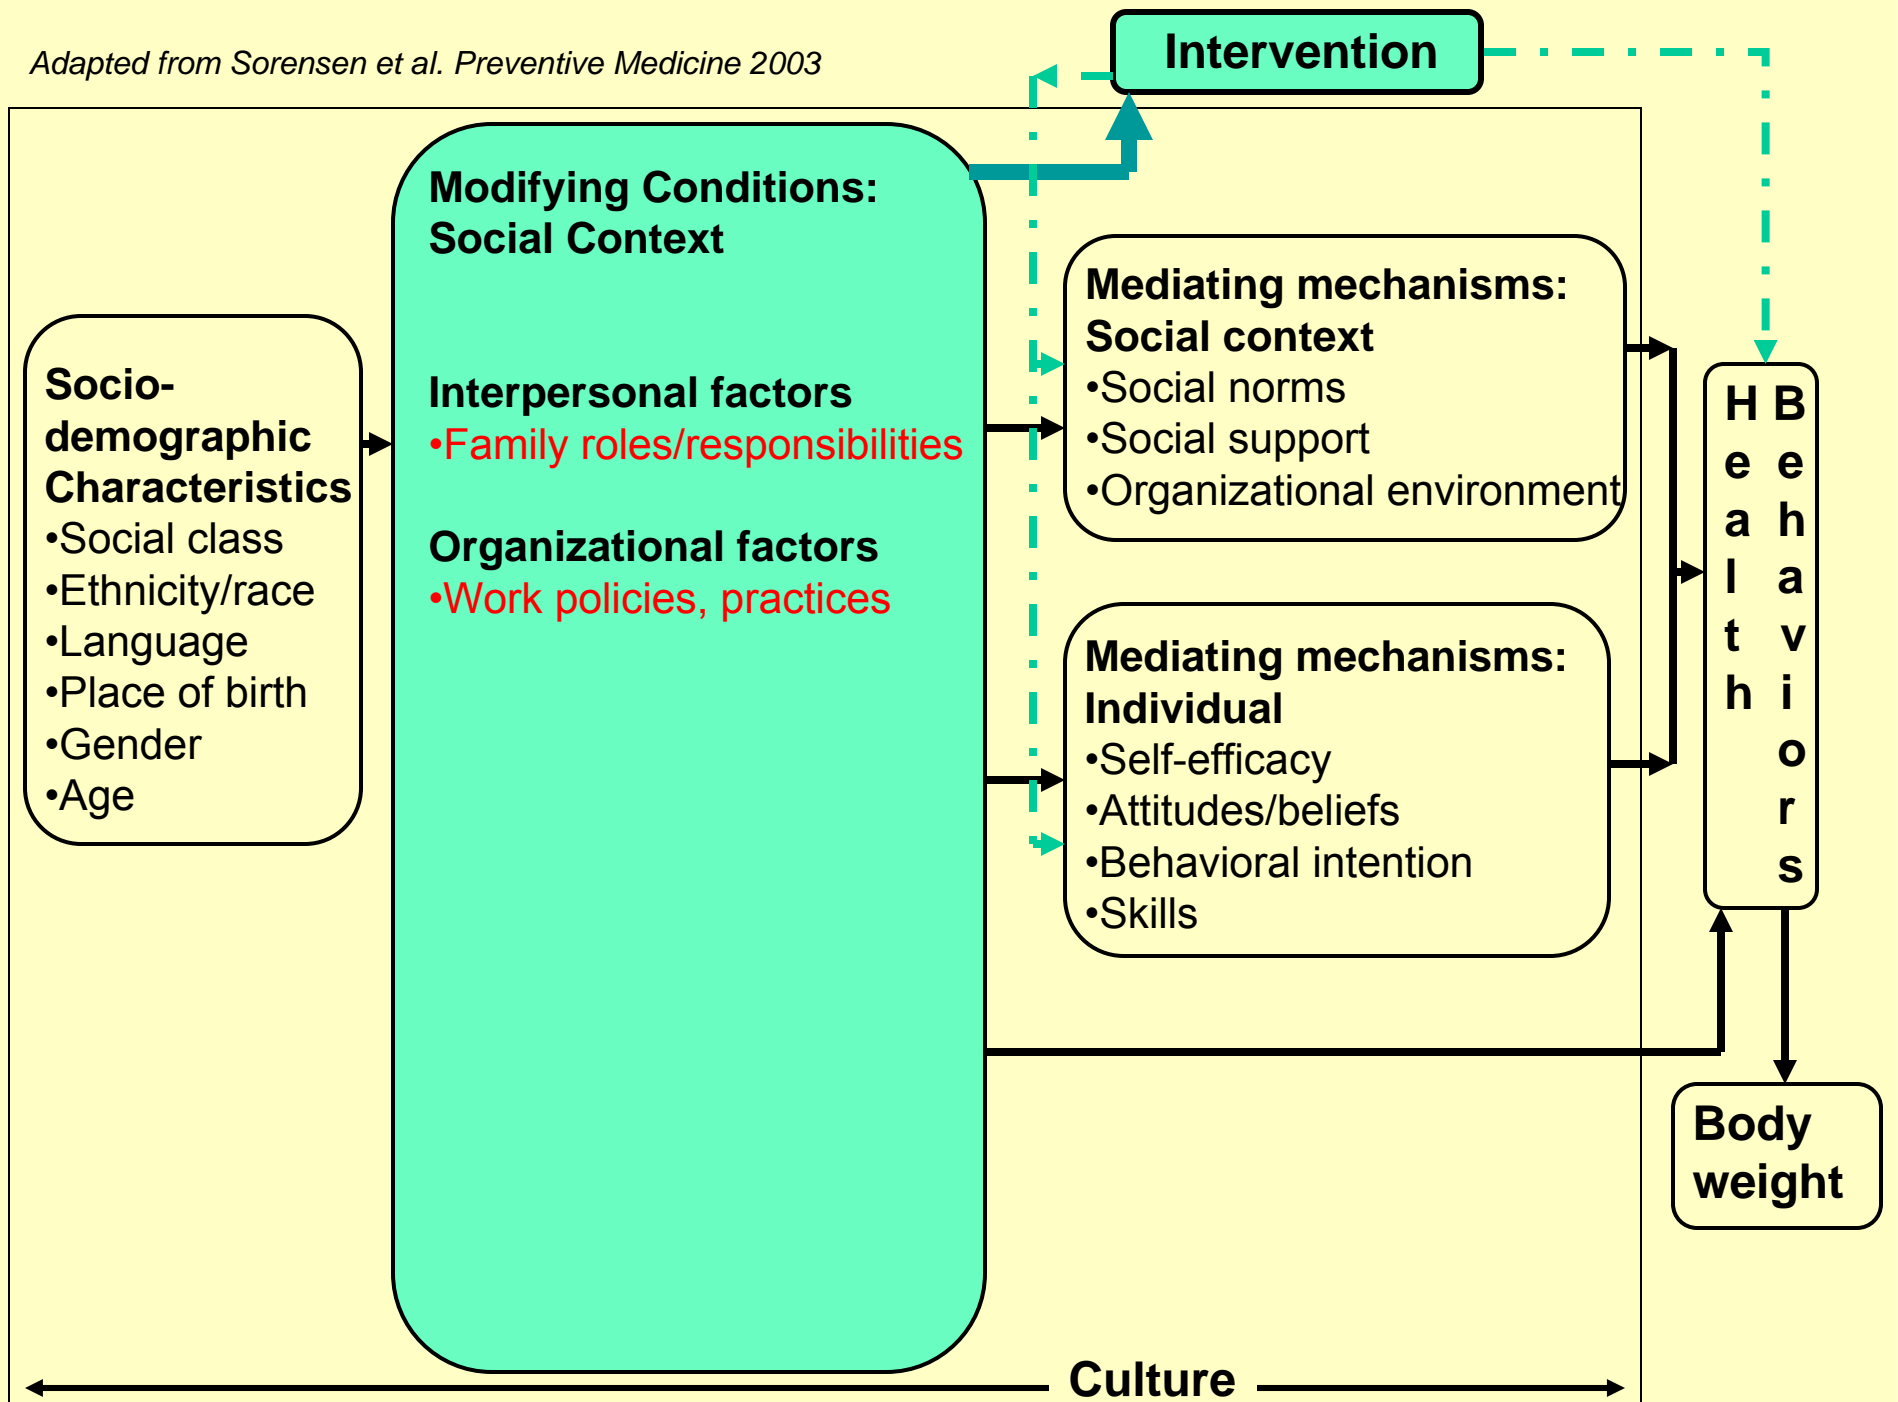 Adapted from Sorensen et al. Preventive Medicine 2003
Intervention
Socio-
demographic
Characteristics
•Social class
•Ethnicity/race
•Language
•Place of birth
•Gender
•Age
Modifying Conditions:
Social Context
Interpersonal factors
•Family roles/responsibilities
Organizational factors
•Work policies, practices
Mediating mechanisms:
Social context
•Social norms
•Social support
•Organizational environment
Mediating mechanisms:
Individual
•Self-efficacy
•Attitudes/beliefs
•Behavioral intention
•Skills
Health
Behaviors
Body
weight
Culture